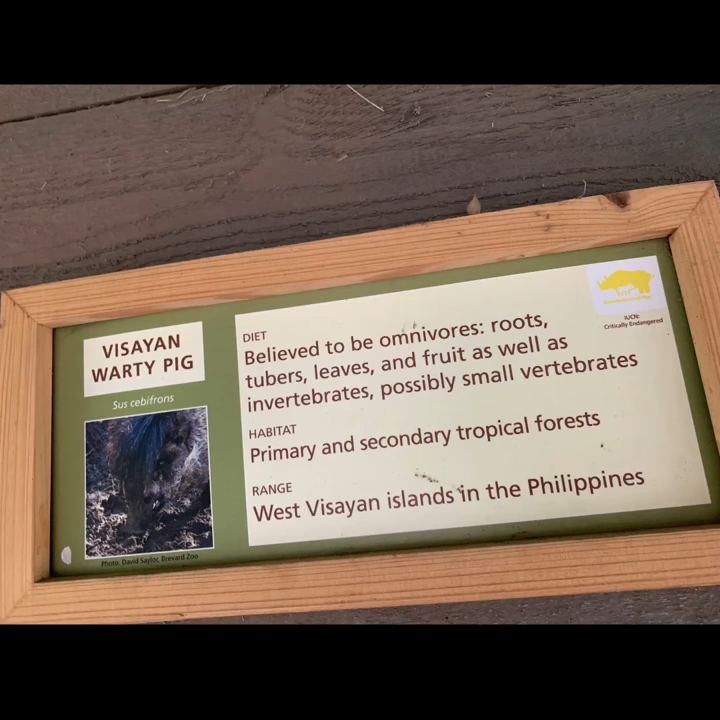 VISAYAN
WARTY PIG
Sus cebifrons
Photo: David Saylor, Brevard Zoo
DIET
Believed to be omnivores: roots,
tubers, leaves, and fruit as well as
invertebrates, possibly small vertebrates
HABITAT
Primary and secondary tropical forests
RANGE
West Visayan islands in the Philippines
IUCN:
Critically Endangered